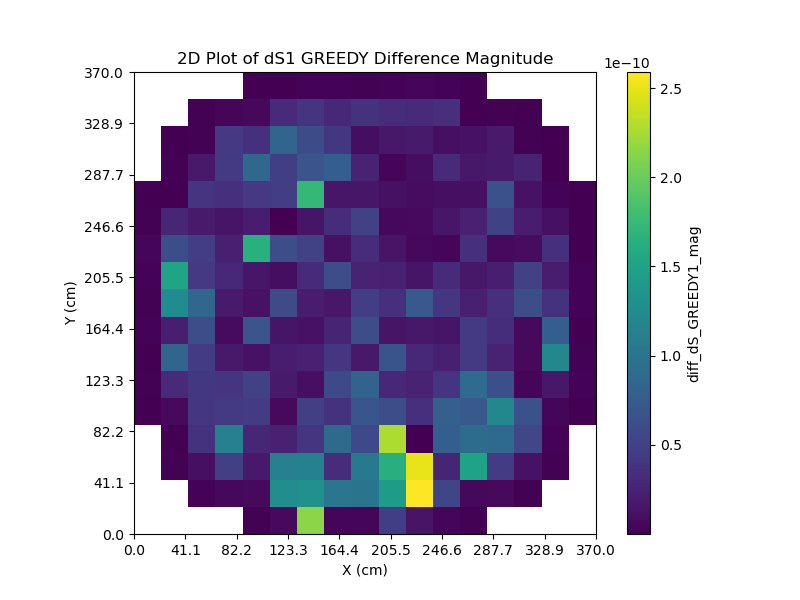 2D Plot of dS1 GREEDY Difference Magnitude
1e−10
370.0
328.9
287.7
246.6
205.5
164.4
123.3
82.2
41.1
0.0
Y (cm)
0.0 41.1 82.2 123.3 164.4 205.5 246.6 287.7 328.9 370.0
X (cm)
2.5
2.0
1.5
1.0
0.5
diff_dS_GREEDY1_mag